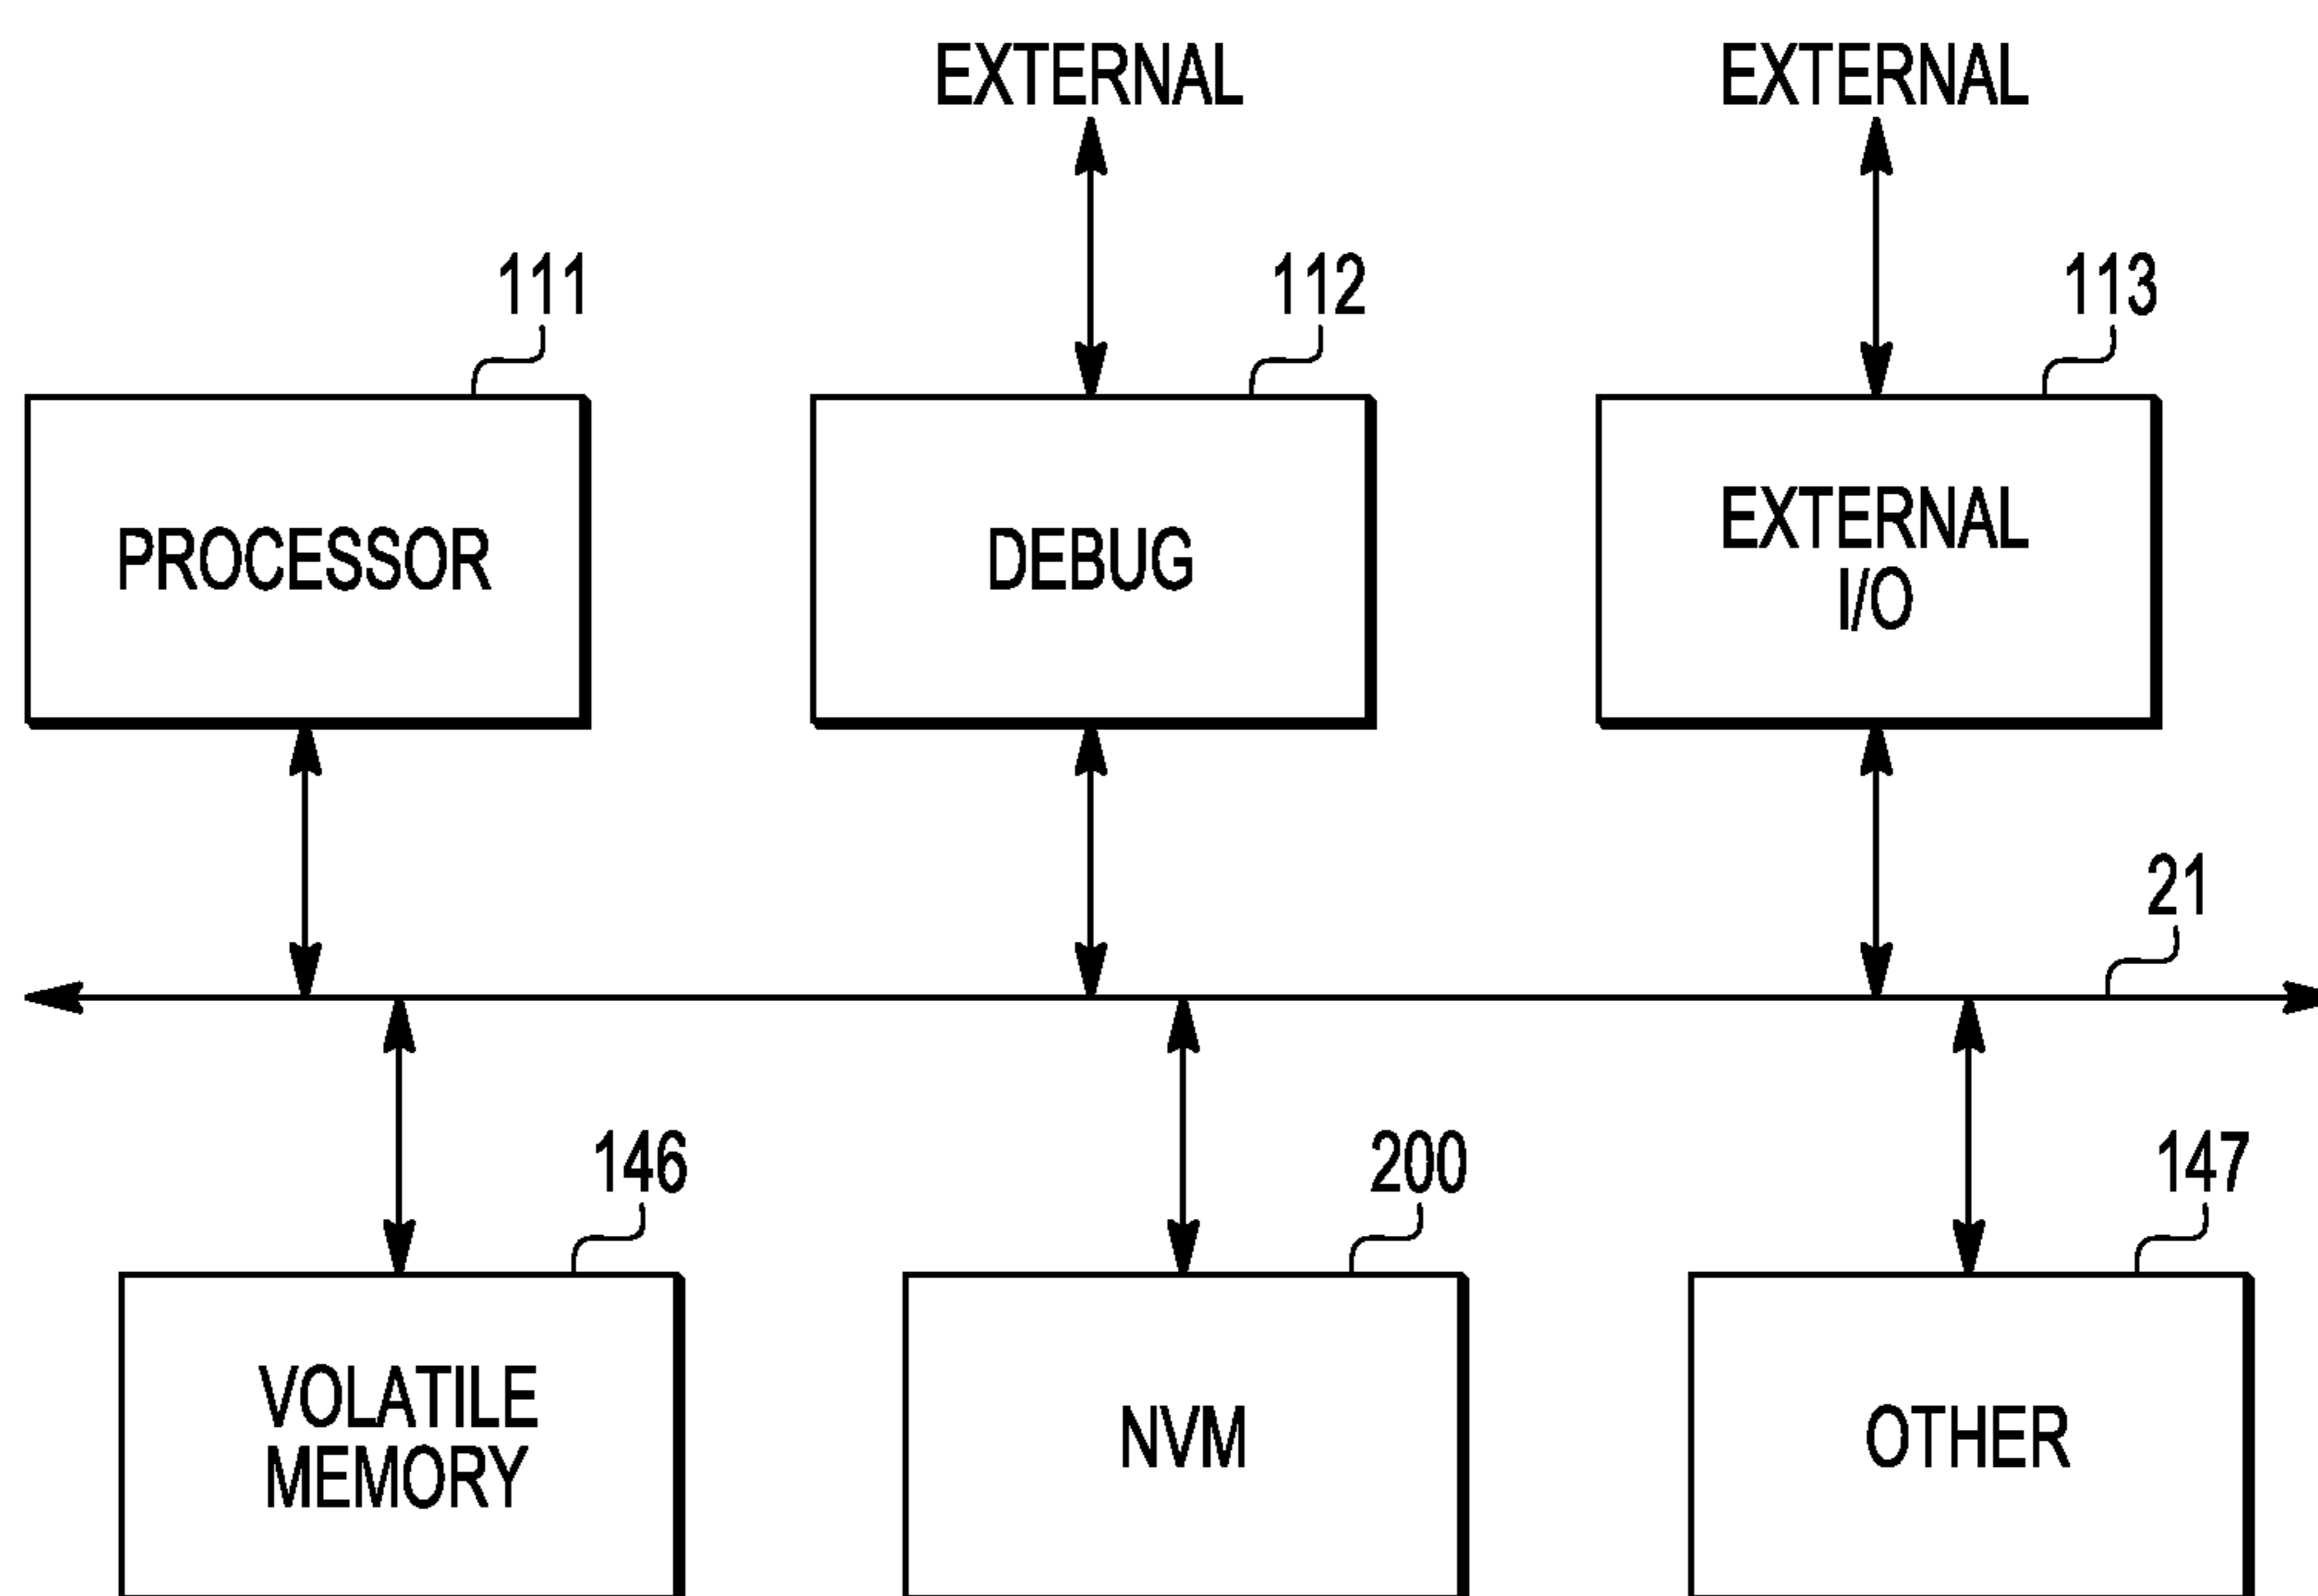 EXTERNAL EXTERNAL
111 112 113
PROCESSOR DEBUG EXTERNAL
I/O
21
146 200 147
VOLATILE
MEMORY NVM OTHER